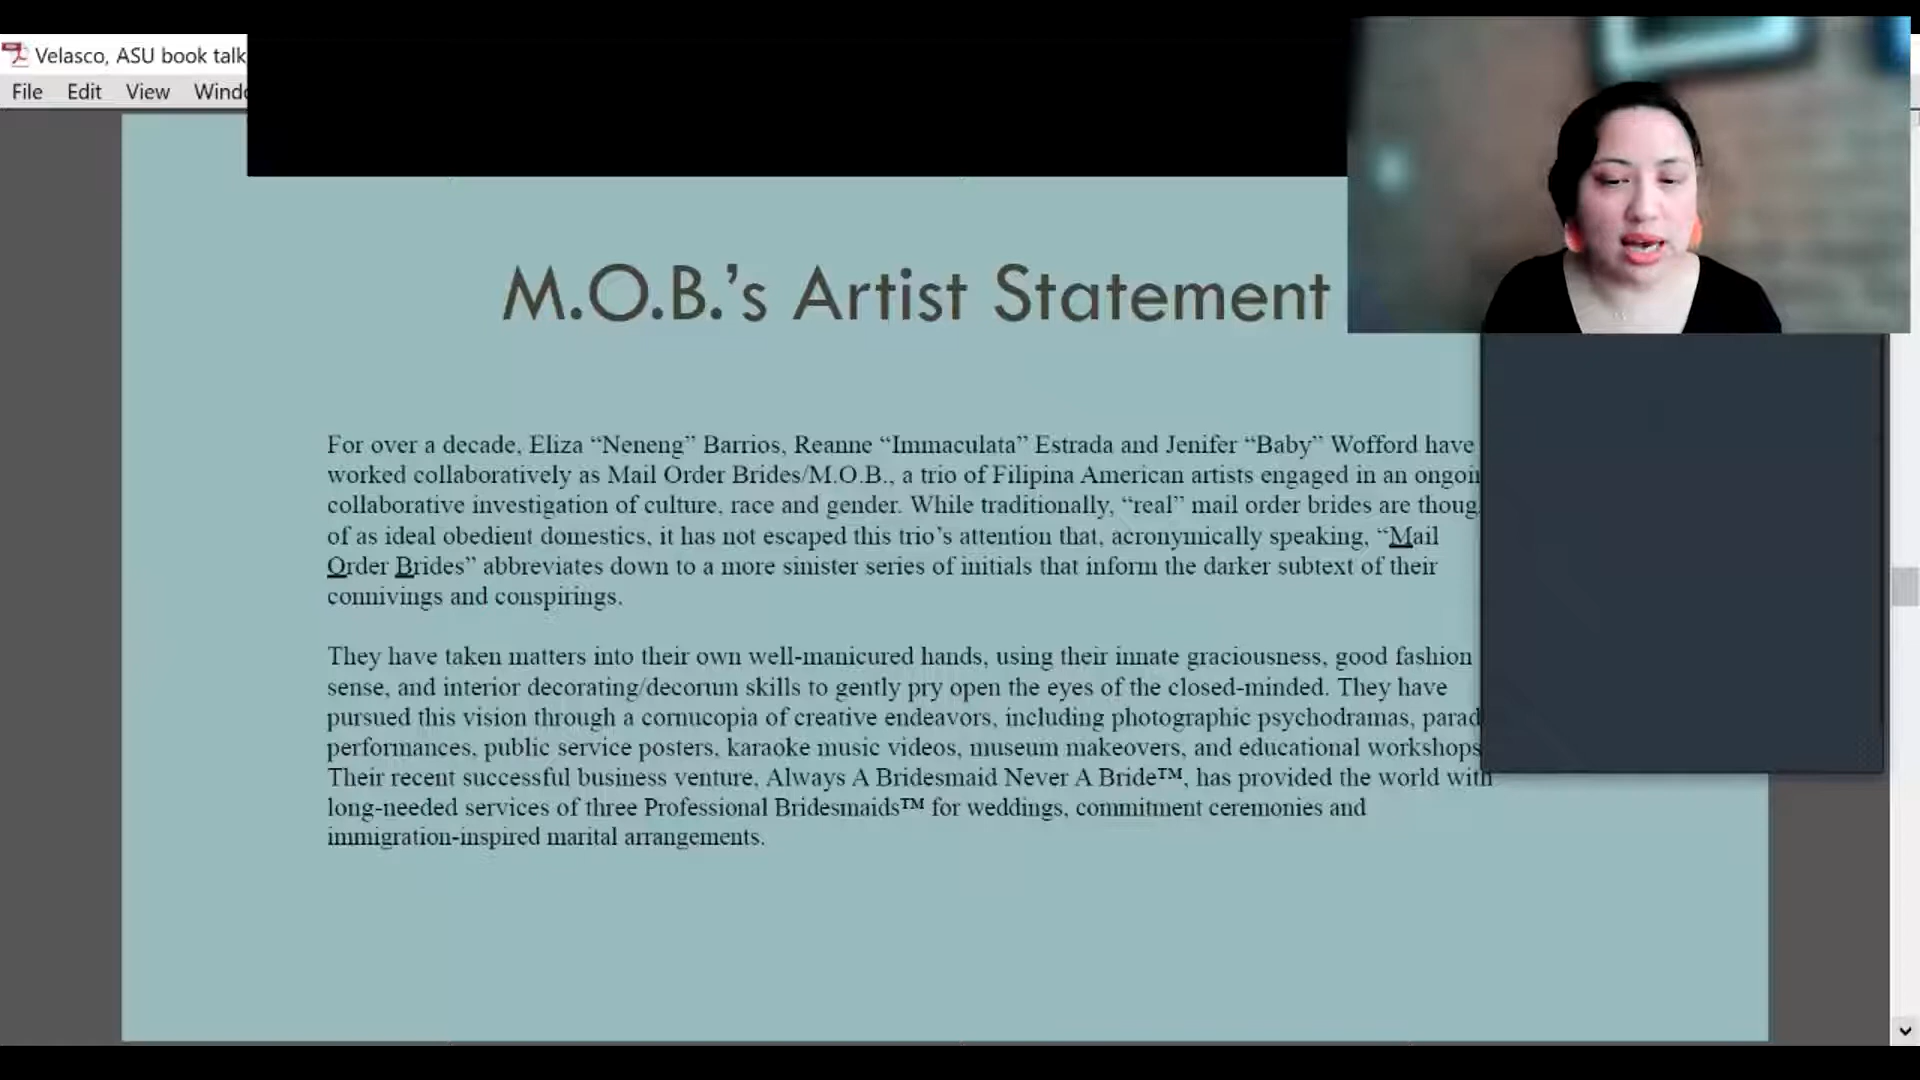 Velasco, ASU book talk
File Edit View
M.O.B.’s Artist Statement
For over a decade, Eliza “Neneng” Barrios, Reanne “Immaculata” Estrada and Jenifer “Baby” Wofford have
worked collaboratively as Mail Order Brides/M.O.B., a trio of Filipina American artists engaged in an
collaborative investigation of culture, race and gender. While traditionally, “real” mail order brides are
of as ideal obedient domestics, it has not escaped this trio’s attention that, acronymically speaking, “Mail
Order Brides” abbreviates down to a more sinister series of initials that inform the darker subtext of their
connivings and conspirings.
They have taken matters into their own well-manicured hands, using their innate graciousness, good fashion
sense, and interior decorating/decorum skills to gently pry open the eyes of the closed-minded. They have
pursued this vision through a cornucopia of creative endeavors, including photographic psychodramas,
performances, public service posters, karaoke music videos, museum makeovers, and educational workshops
Their recent successful business venture, Always A Bridesmaid Never A Bride™, has provided the world with
long-needed services of three Professional Bridesmaids™ for weddings, commitment ceremonies and
immigration-inspired marital arrangements.